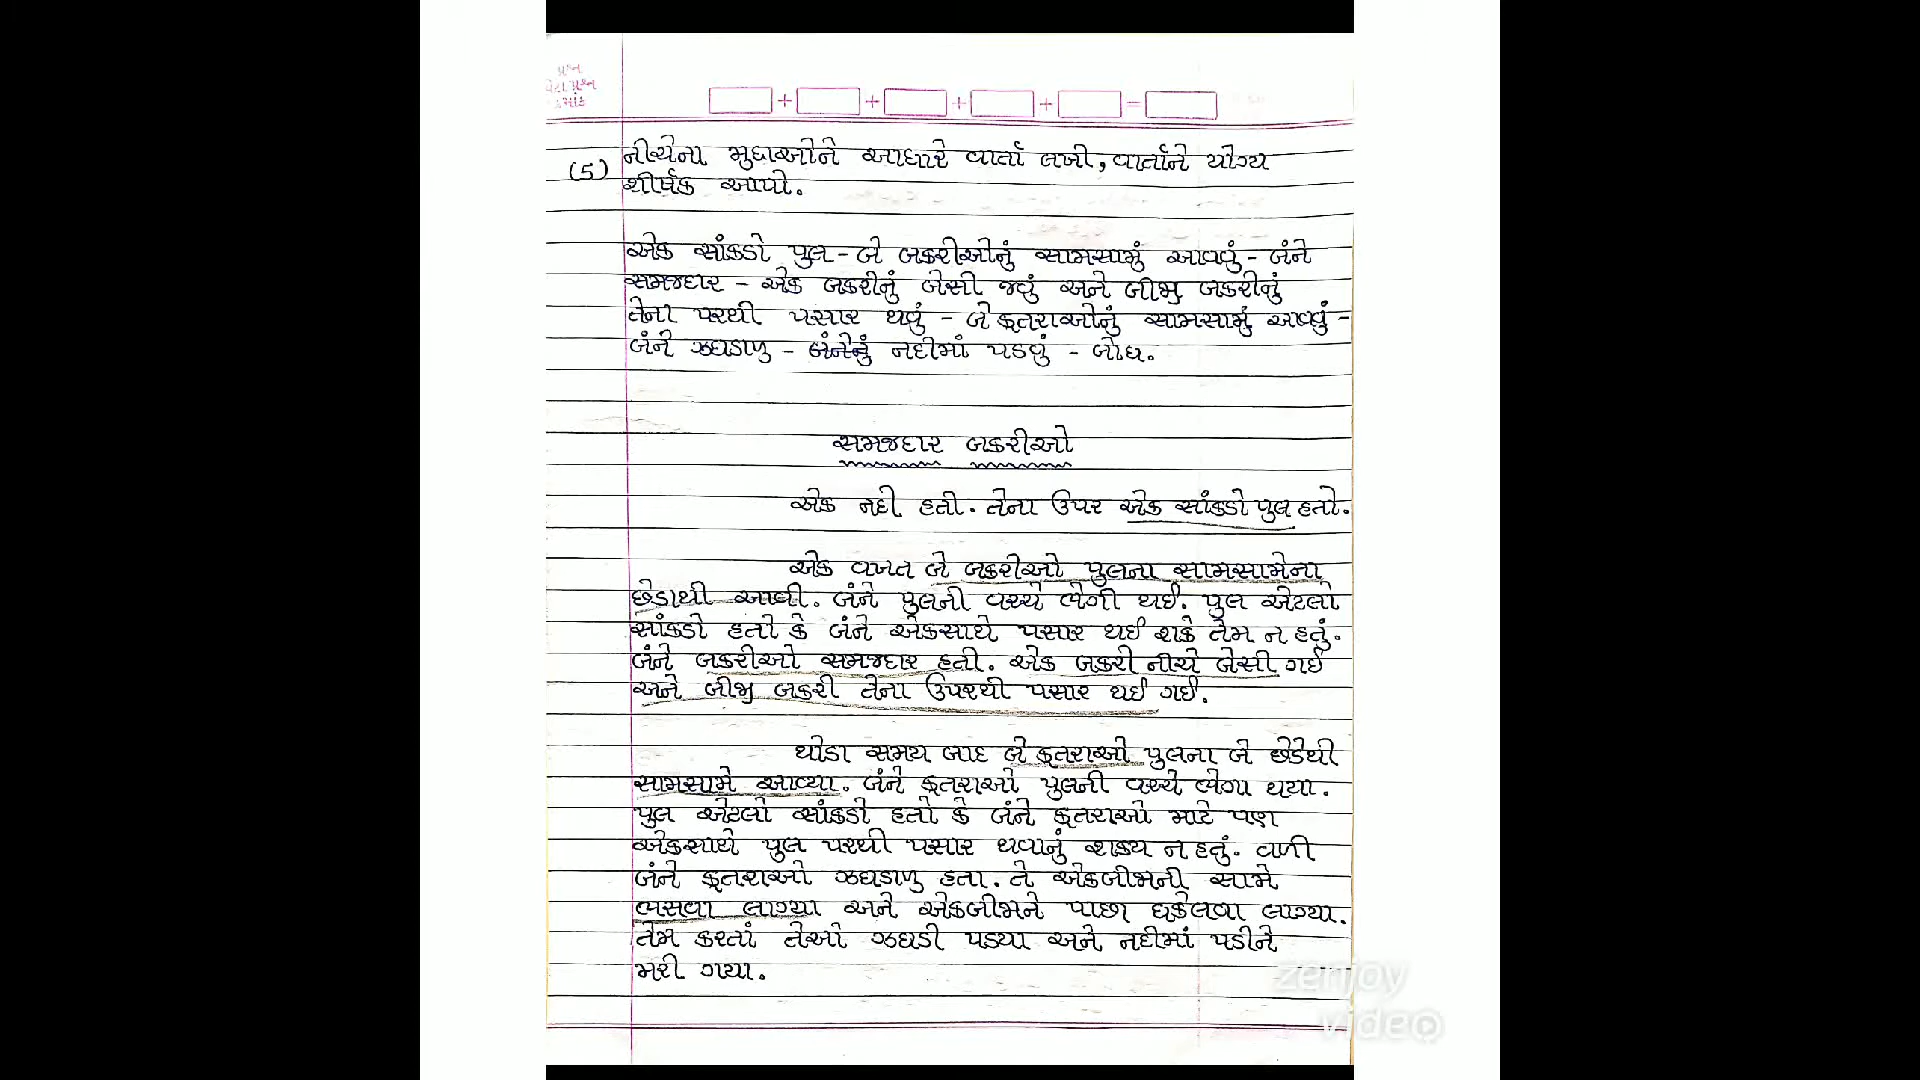 પ્રશ્ન
પેટા પ્રશ્ન
ક્રમાંક
+ + + + =
(5) નીચેના મુદ્દાઓને આધારે વાર્તા લખો, વાર્તાને યોગ્ય
શીર્ષક આપો.
એક સાંકડો પુલ - બે બકરીઓનું સામસામું આવવું - બંને
સમજદાર - એક બકરીનું બેસી જવું અને બીજી બકરીનું
તેના પરથી પસાર થવું - બે કૂતરાઓનું સામસામું આવવું -
બંને ઝઘડાળુ - બંનેનું નદીમાં પડવું - બોધ.
સમજદાર બકરીઓ
એક નદી હતી. તેના ઉપર એક સાંકડો પુલ હતો.
એક વખત બે બકરીઓ પુલના સામસામેના
છેડાથી આવી. બંને પુલની વચ્ચે ભેગી થઈ. પુલ એટલો
સાંકડો હતો કે બંને એકસાથે પસાર થઈ શકે તેમ ન હતું.
બંને બકરીઓ સમજદાર હતી. એક બકરી નીચે બેસી ગઈ
અને બીજી બકરી તેના ઉપરથી પસાર થઈ ગઈ.
થોડા સમય બાદ બે કૂતરાઓ પુલના બે છેડેથી
સામસામે આવ્યા. બંને કૂતરાઓ પુલની વચ્ચે ભેગા થયા.
પુલ એટલો સાંકડો હતો કે બંને કૂતરાઓ માટે પણ
એકસાથે પુલ પરથી પસાર થવાનું શક્ય ન હતું. વળી
બંને કૂતરાઓ ઝઘડાળુ હતા. તે એકબીજાની સામે
ભસવા લાગ્યા અને એકબીજાને પાછા ધકેલવા લાગ્યા.
તેમ કરતાં તેઓ ઝઘડી પડયા અને નદીમાં પડીને
મરી ગયા.
zenjoy
video